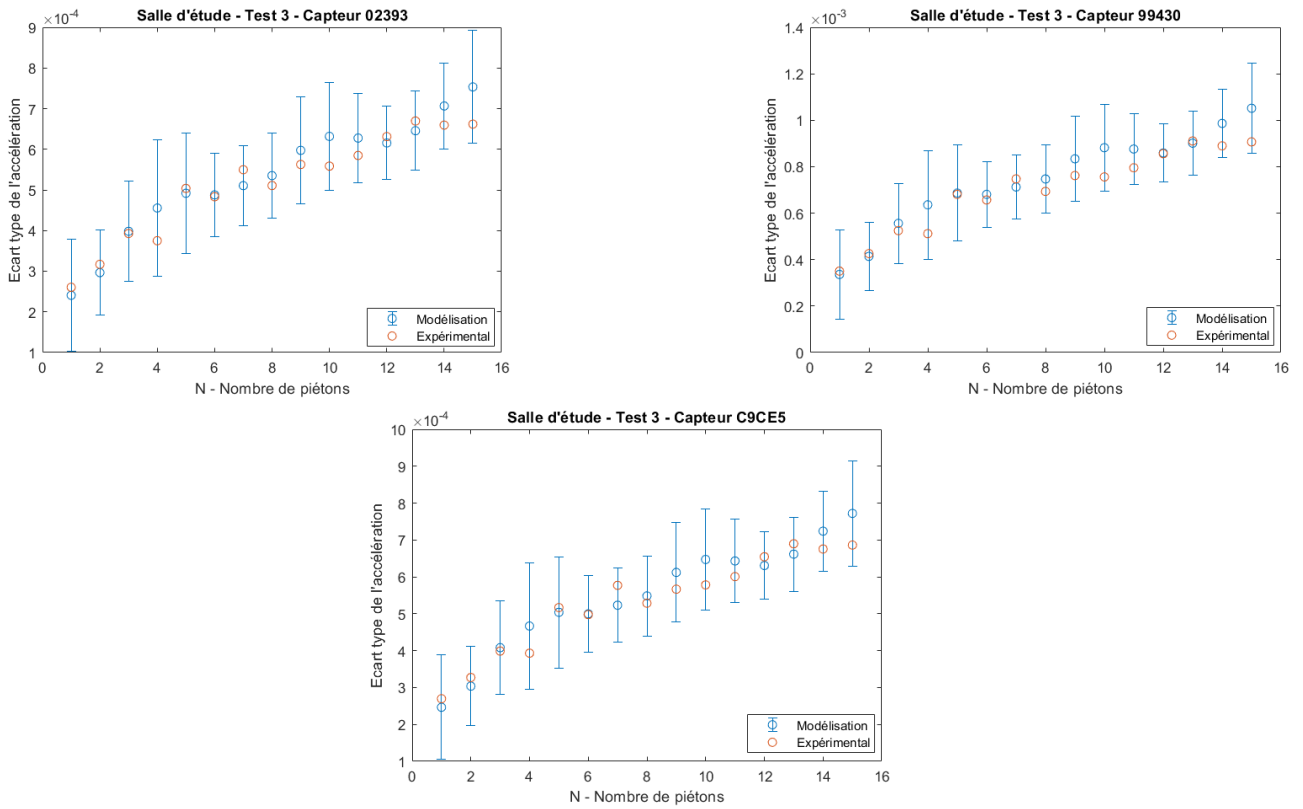 Salle d'étude - Test 3 - Capteur 02393
×10-4
9
8
7
6
5
4
3
2
1
Ecart type de l'accélération
0 2 4 6 8 10 12 14 16
N - Nombre de piétons
Modélisation
Expérimental
Salle d'étude - Test 3 - Capteur 99430
×10-3
1.4
1.2
1
0.8
0.6
0.4
0.2
0
Ecart type de l'accélération
0 2 4 6 8 10 12 14 16
N - Nombre de piétons
Modélisation
Expérimental
Salle d'étude - Test 3 - Capteur C9CE5
×10-4
10
9
8
7
6
5
4
3
2
1
Ecart type de l'accélération
0 2 4 6 8 10 12 14 16
N - Nombre de piétons
Modélisation
Expérimental